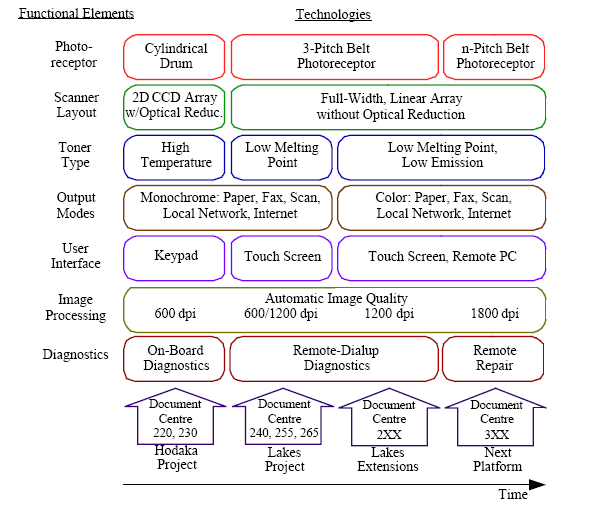 Functional Elements
Technologies
Photo-
receptor
Cylindrical
Drum
3-Pitch Belt
Photoreceptor
n-Pitch Belt
Photoreceptor
Scanner
Layout
2D CCD Array
w/Optical Reduc.
Full-Width, Linear Array
without Optical Reduction
Toner
Type
High
Temperature
Low Melting
Point
Low Melting Point,
Low Emission
Output
Modes
Monochrome: Paper, Fax, Scan,
Local Network, Internet
Color: Paper, Fax, Scan,
Local Network, Internet
User
Interface
Keypad
Touch Screen
Touch Screen, Remote PC
Image
Processing
Automatic Image Quality
600 dpi
600/1200 dpi
1200 dpi
1800 dpi
Diagnostics
On-Board
Diagnostics
Remote-Dialup
Diagnostics
Remote
Repair
Document
Centre
220, 230
Hodaka
Project
Document
Centre
240, 255, 265
Lakes
Project
Document
Centre
2XX
Lakes
Extensions
Document
Centre
3XX
Next
Platform
Time